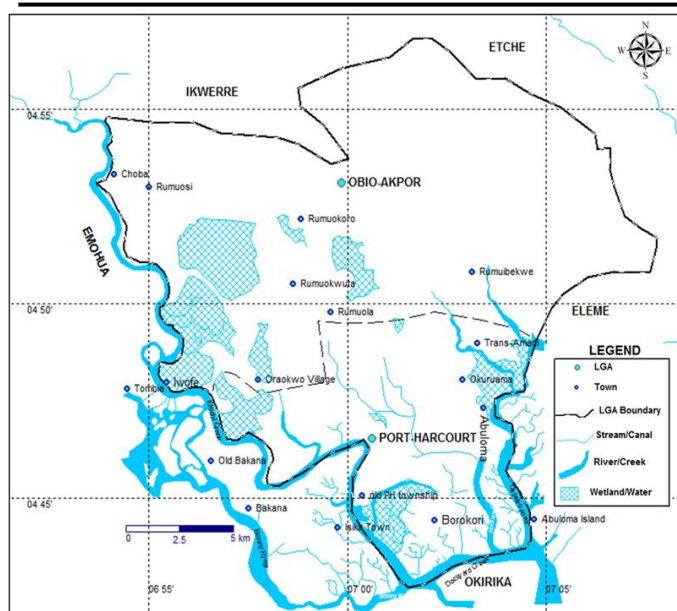 ETCHE
N
W E
S
IKWERRE
04 55'
Choba
Rumuosi
OBIO-AKPOR
Rumuokoro
EMOHUA
Rumuokwuta
Rumuibekwe
04 50'
Rumuola
ELEME
Trans-Amadi
LEGEND
LGA
Town
LGA Boundary
Stream/Canal
River/Creek
Wetland/Water
Tombia
Iwofe
Oraokwo Village
Okuruama
Abuloma
PORT-HARCOURT
Old Bakana
04 45'
old PH township
Bakana
Isika Town
Borokori
Abuloma Island
0 2.5 5 km
OKIRIKA
06 55'
07 00'
07 05'